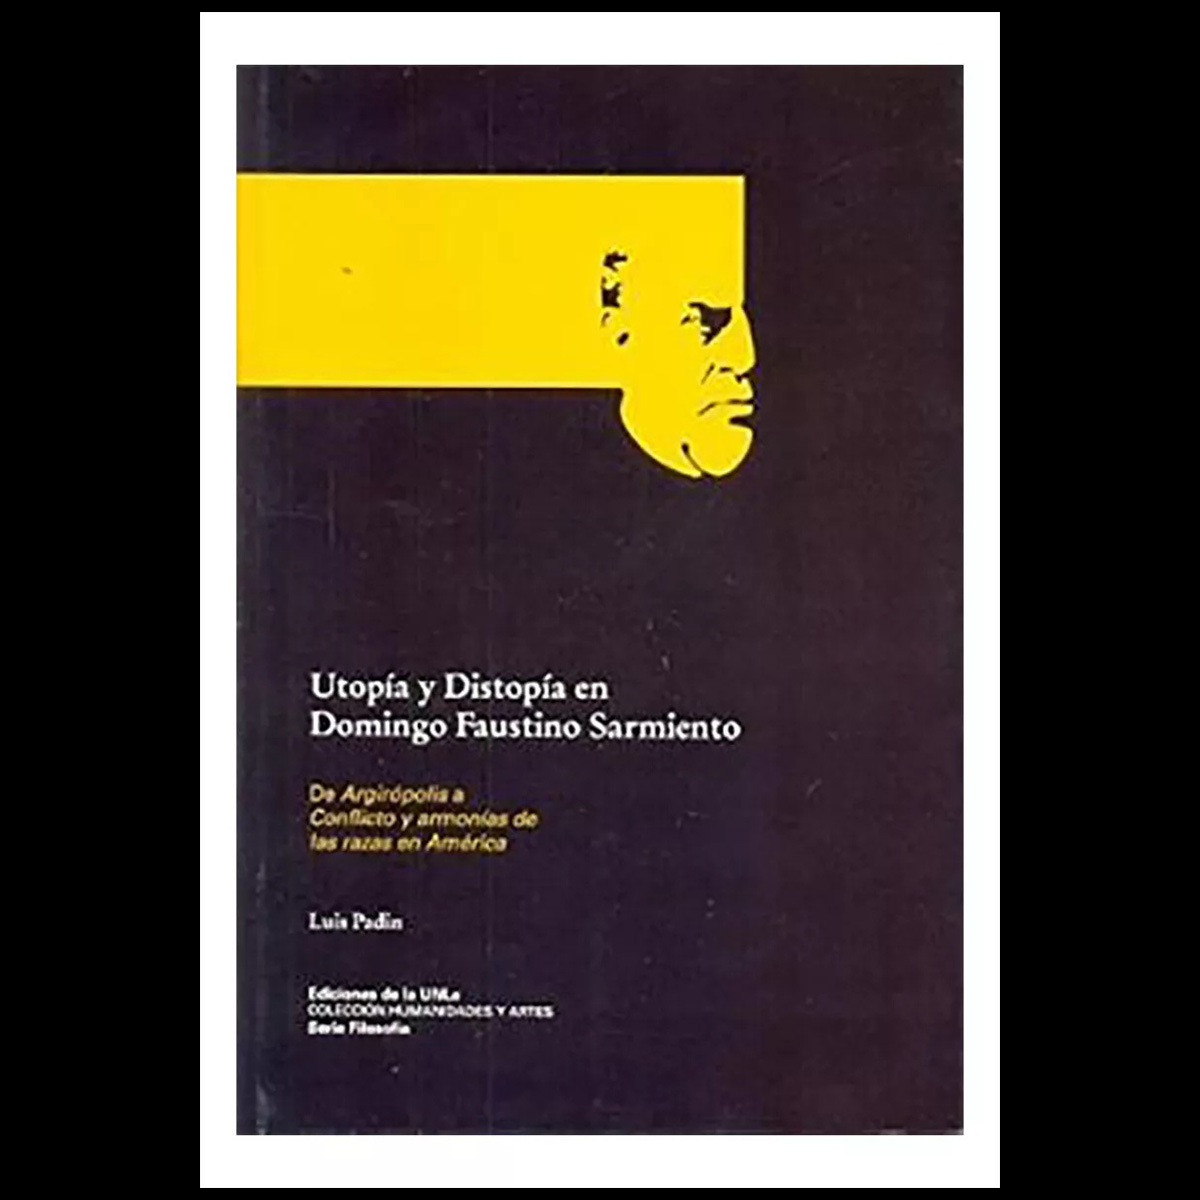 Utopía y Distopía en
Domingo Faustino Sarmiento
De Argirópolis a
Conflicto y armonías de
las razas en América
Luis Padin
Ediciones de la UNLa
COLECCIÓN HUMANIDADES Y ARTES
Serie Filosofía